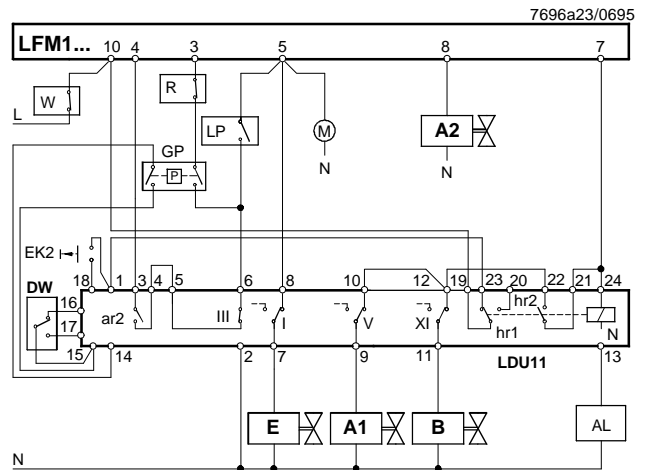 7696a23/0695
LFM1... 10 4 3 5 8 7
W R
L LP M A2
GP N N
P
EK2
18 1 3 4 5 6 8 10 12 19 23 20 22 21 24
DW
16 hr2
ar2 III I V XI
17 hr1 N
15 14 2 7 9 11 LDU11 13
E A1 B AL
N